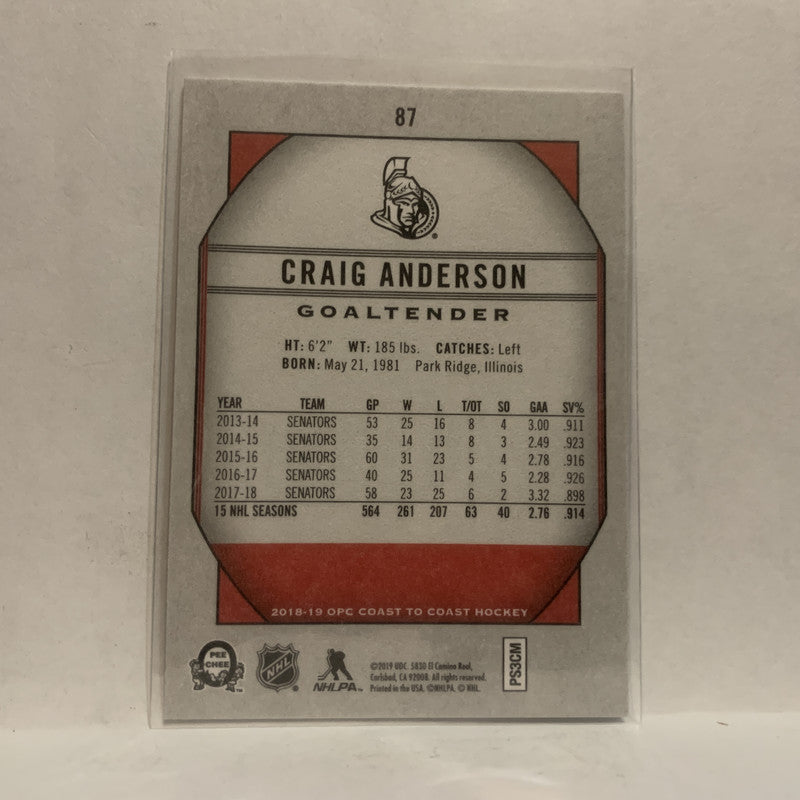 87
CRAIG ANDERSON
GOALTENDER
HT: 6'2" WT: 185 lbs. CATCHES: Left
BORN: May 21, 1981 Park Ridge, Illinois
YEAR TEAM GP W L T/OT SO GAA SV%
2013-14 SENATORS 53 25 16 8 4 3.00 .911
2014-15 SENATORS 35 14 13 8 3 2.49 .923
2015-16 SENATORS 60 31 23 5 4 2.78 .916
2016-17 SENATORS 40 25 11 4 5 2.28 .926
2017-18 SENATORS 58 23 25 6 2 3.32 .898
15 NHL SEASONS 564 261 207 63 40 2.76 .914
2018-19 OPC COAST TO COAST HOCKEY
PEE CHEE
NHL
NHLPA™
©2019 UDC. 5830 El Camino Real,
Carlsbad, CA 92008. All rights reserved.
Printed in the USA. ©NHLPA. © NHL.
PS3CM